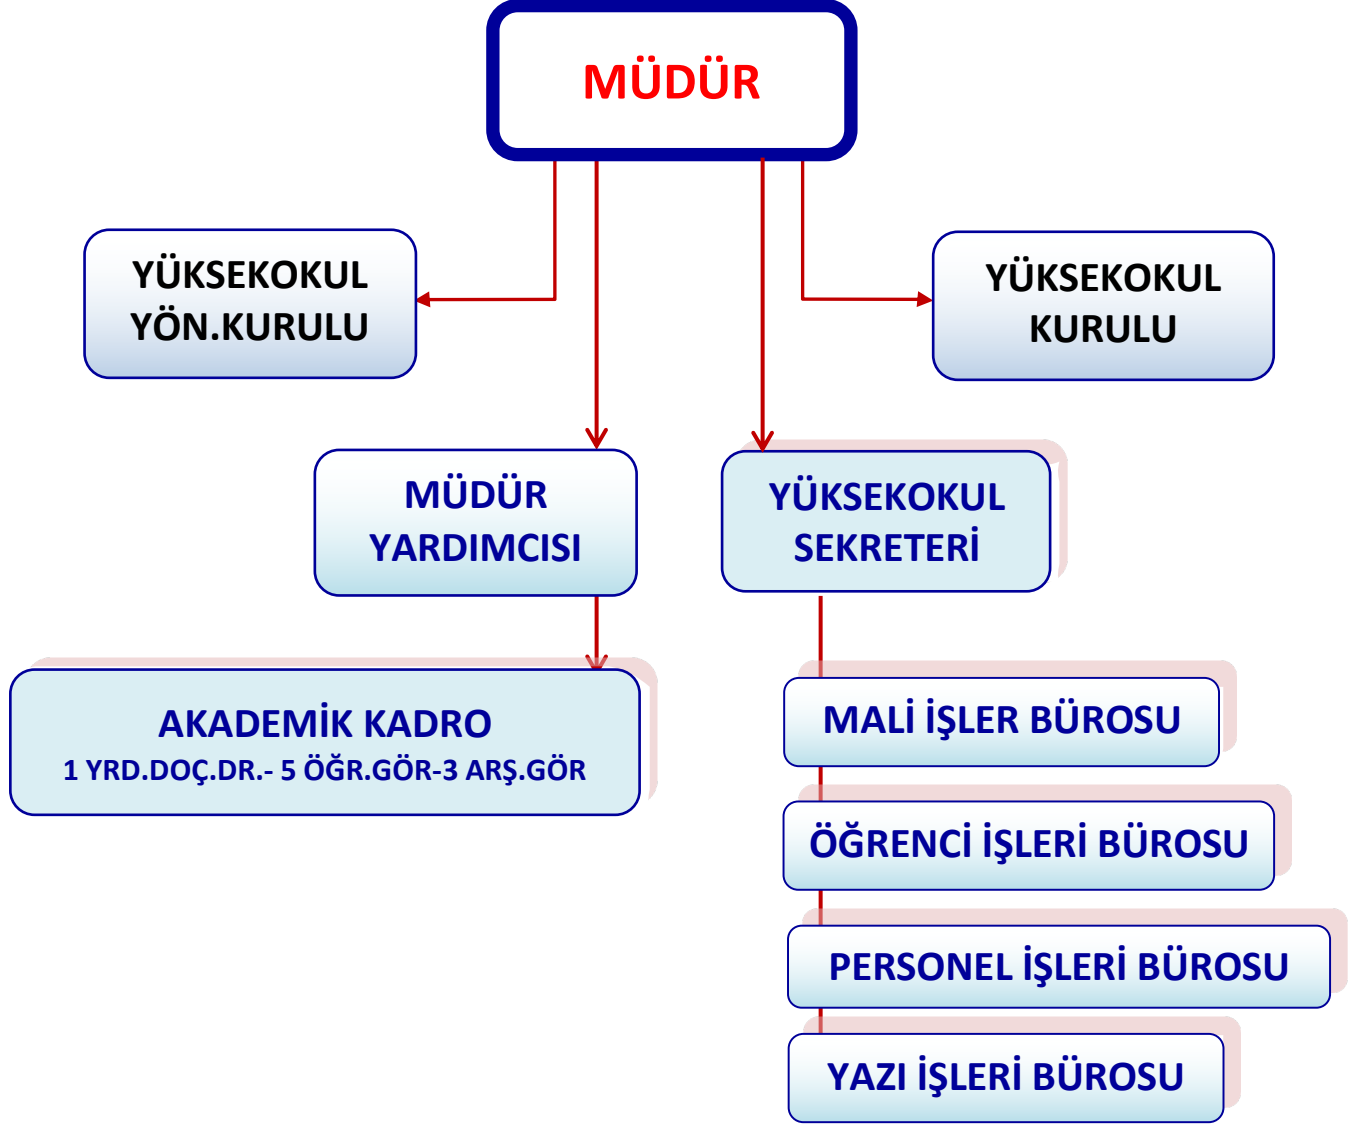 MÜDÜR
YÜKSEKOKUL
YÖN.KURULU
YÜKSEKOKUL
KURULU
MÜDÜR
YARDIMCISI
YÜKSEKOKUL
SEKRETERİ
AKADEMİK KADRO
1 YRD.DOÇ.DR.- 5 ÖĞR.GÖR-3 ARŞ.GÖR
MALİ İŞLER BÜROSU
ÖĞRENCİ İŞLERİ BÜROSU
PERSONEL İŞLERİ BÜROSU
YAZI İŞLERİ BÜROSU